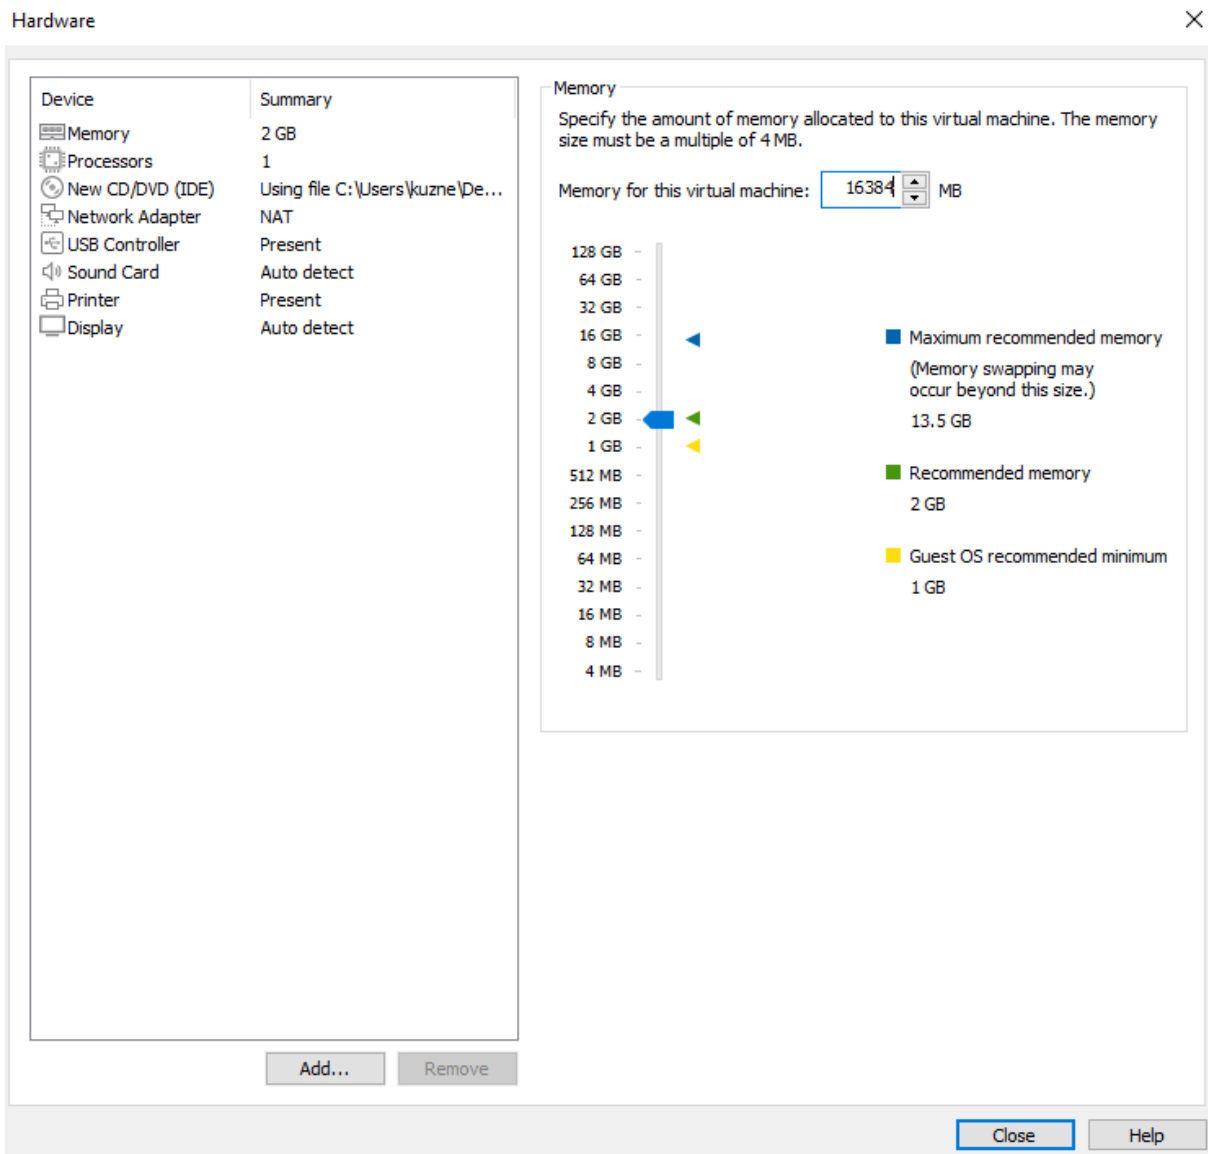 Hardware
Device Summary
Memory 2 GB
Processors 1
New CD/DVD (IDE) Using file C:\Users\kuzne\De...
Network Adapter NAT
USB Controller Present
Sound Card Auto detect
Printer Present
Display Auto detect
Add...
Remove
Memory
Specify the amount of memory allocated to this virtual machine. The memory
size must be a multiple of 4 MB.
Memory for this virtual machine: 16384 MB
128 GB
64 GB
32 GB
16 GB
8 GB
4 GB
2 GB
1 GB
512 MB
256 MB
128 MB
64 MB
32 MB
16 MB
8 MB
4 MB
Maximum recommended memory
(Memory swapping may
occur beyond this size.)
13.5 GB
Recommended memory
2 GB
Guest OS recommended minimum
1 GB
Close
Help